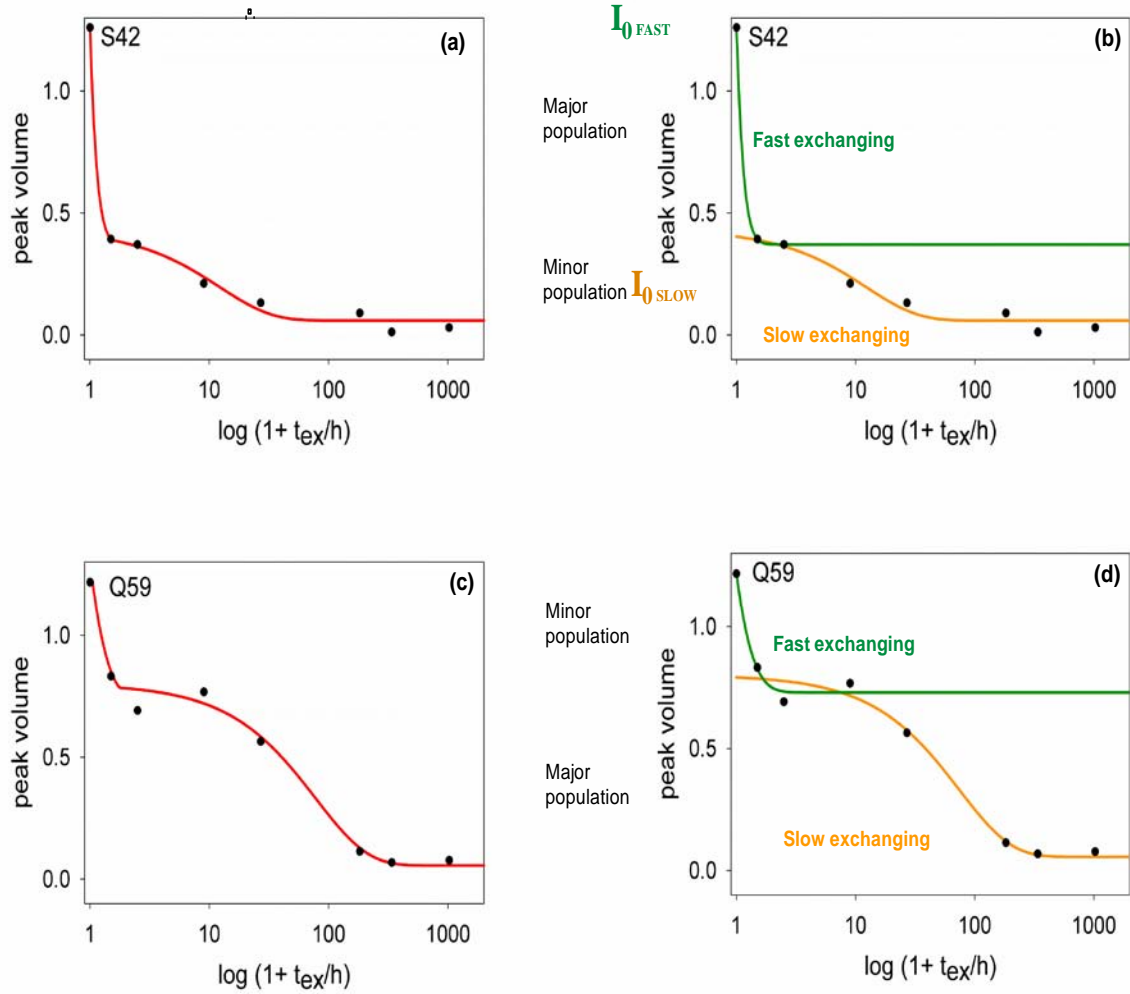 I0 FAST
S42
(a)
1.0
0.5
0.0
peak volume
1
10
100
1000
log (1+ tex/h)
Major
population
Minor
population I0 SLOW
S42
(b)
1.0
0.5
0.0
peak volume
Fast exchanging
Slow exchanging
1
10
100
1000
log (1+ tex/h)
Q59
(c)
1.0
0.5
0.0
peak volume
1
10
100
1000
log (1+ tex/h)
Minor
population
Major
population
Q59
(d)
1.0
0.5
0.0
peak volume
Fast exchanging
Slow exchanging
1
10
100
1000
log (1+ tex/h)